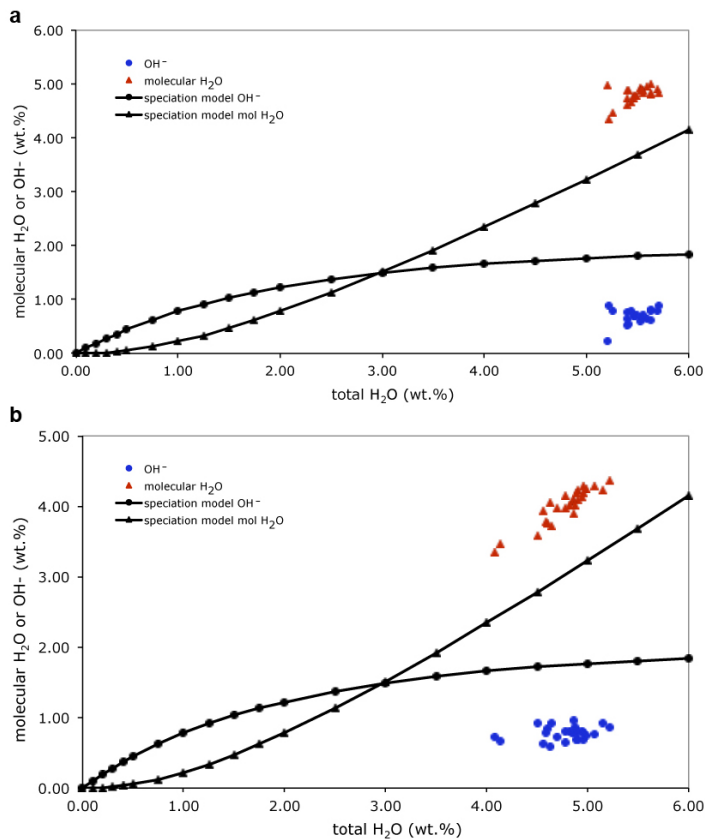 a
6.00
5.00
4.00
3.00
2.00
1.00
0.00
molecular H₂O or OH- (wt.%)
OH⁻
molecular H₂O
speciation model OH⁻
speciation model mol H₂O
0.00 1.00 2.00 3.00 4.00 5.00 6.00
total H₂O (wt.%)
b
5.00
4.00
3.00
2.00
1.00
0.00
molecular H₂O or OH- (wt.%)
OH⁻
molecular H₂O
speciation model OH⁻
speciation model mol H₂O
0.00 1.00 2.00 3.00 4.00 5.00 6.00
total H₂O (wt.%)